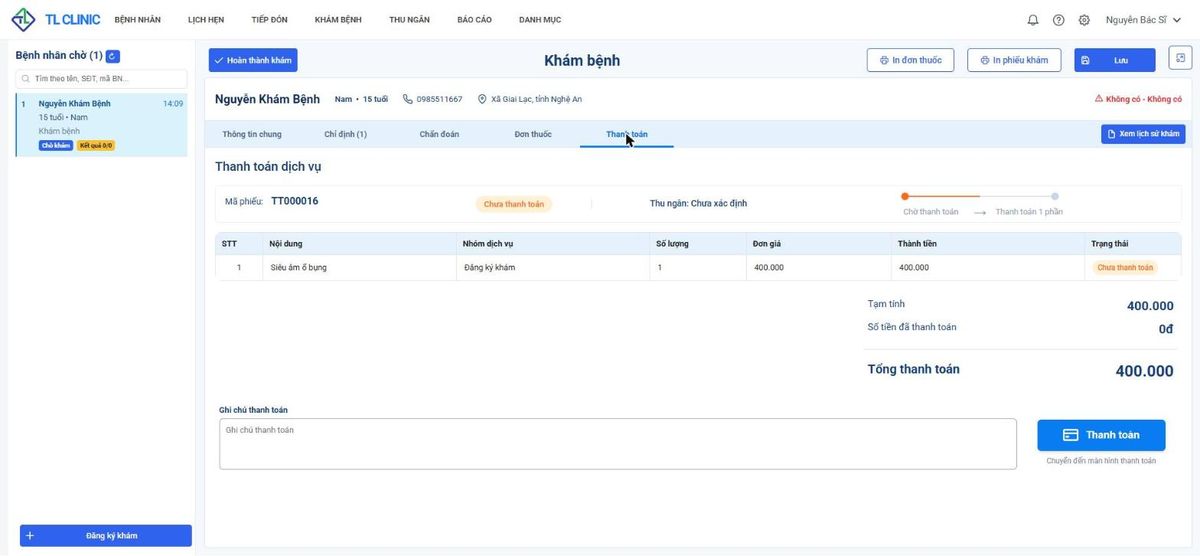 TL CLINIC BỆNH NHÂN LỊCH HẸN TIẾP ĐÓN KHÁM BỆNH THU NGÂN BÁO CÁO DANH MỤC Nguyễn Bác Sĩ
Bệnh nhân chờ (1)
Tìm theo tên, SĐT, mã BN...
1 Nguyễn Khám Bệnh 14:09
15 tuổi • Nam
Khám bệnh
Chờ khám Kết quả 0/0
Đăng ký khám
Hoàn thành khám Khám bệnh In đơn thuốc In phiếu khám Lưu
Nguyễn Khám Bệnh Nam • 15 tuổi 0985511667 Xã Giai Lạc, tỉnh Nghệ An Không có - Không có
Thông tin chung Chỉ định (1) Chẩn đoán Đơn thuốc Thanh toán Xem lịch sử khám
Thanh toán dịch vụ
Mã phiếu: TT000016 Chưa thanh toán Thu ngân: Chưa xác định
Chờ thanh toán → Thanh toán 1 phần
STT Nội dung Nhóm dịch vụ Số lượng Đơn giá Thành tiền Trạng thái
1 Siêu âm ổ bụng Đăng ký khám 1 400.000 400.000 Chưa thanh toán
Tạm tính 400.000
Số tiền đã thanh toán 0đ
Tổng thanh toán 400.000
Ghi chú thanh toán
Ghi chú thanh toán
Thanh toán
Chuyển đến màn hình thanh toán